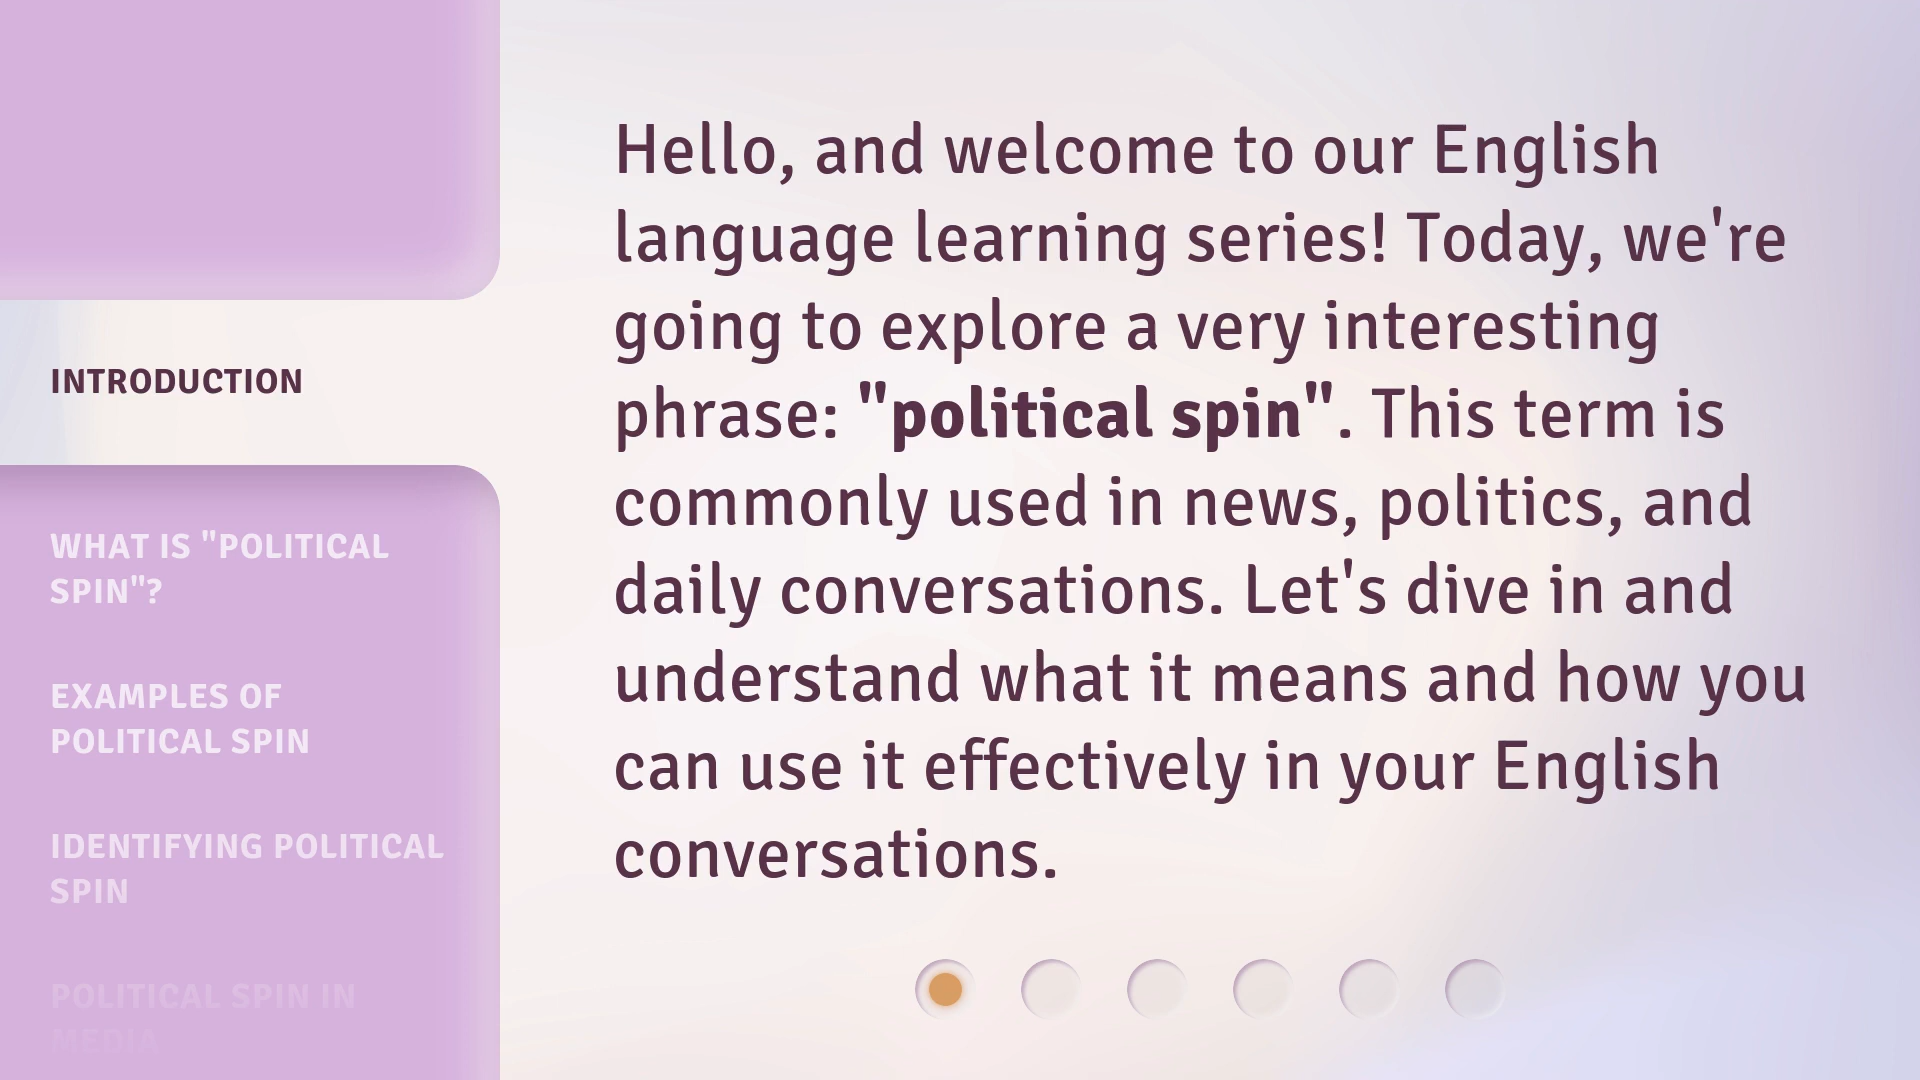 INTRODUCTION
WHAT IS "POLITICAL
SPIN"?
EXAMPLES OF
POLITICAL SPIN
IDENTIFYING POLITICAL
SPIN
POLITICAL SPIN IN
MEDIA
Hello, and welcome to our English
language learning series! Today, we're
going to explore a very interesting
phrase: "political spin". This term is
commonly used in news, politics, and
daily conversations. Let's dive in and
understand what it means and how you
can use it effectively in your English
conversations.